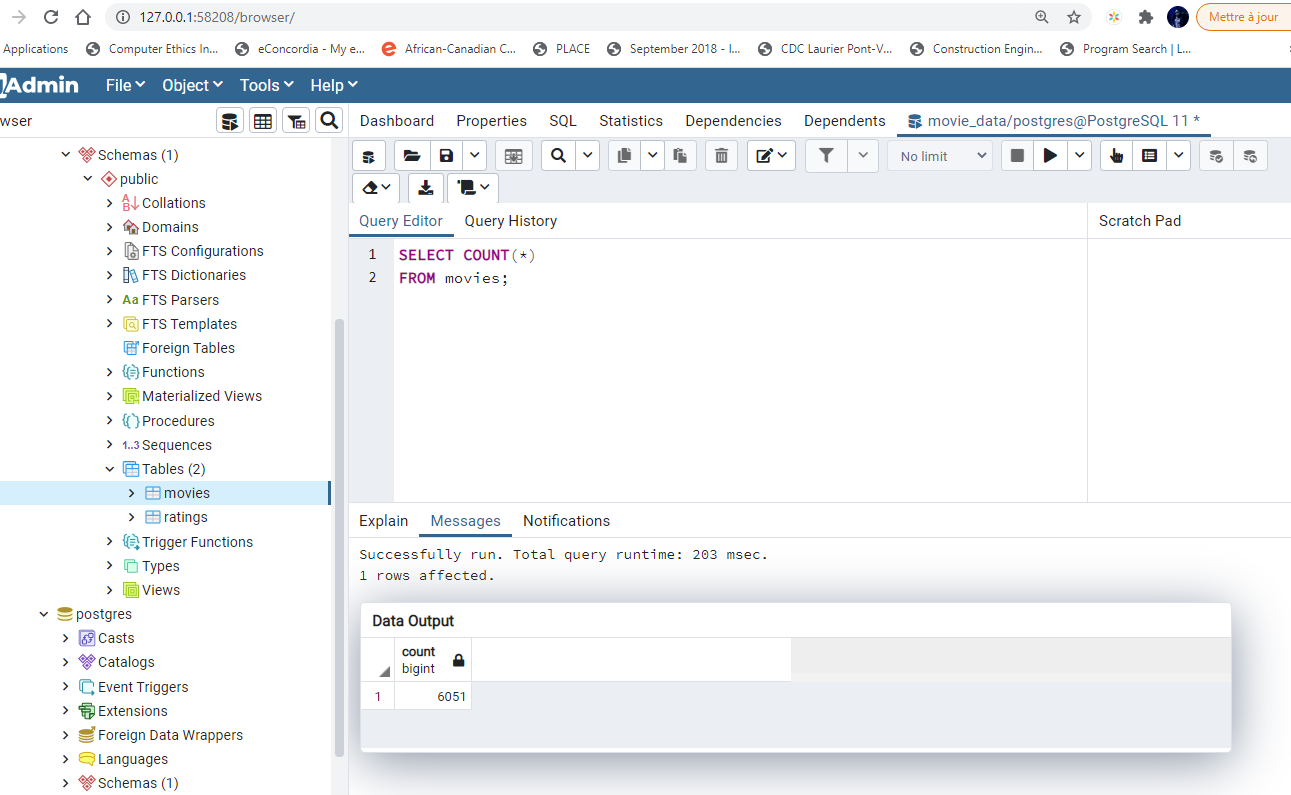 127.0.0.1:58208/browser/
Mettre à jour
Applications
Computer Ethics In...
eConcordia - My e...
African-Canadian C...
PLACE
September 2018 - I...
CDC Laurier Pont-V...
Construction Engin...
Program Search | L...
Admin
File
Object
Tools
Help
wser
Dashboard
Properties
SQL
Statistics
Dependencies
Dependents
movie_data/postgres@PostgreSQL 11 *
Schemas (1)
public
Collations
Domains
FTS Configurations
FTS Dictionaries
Aa FTS Parsers
FTS Templates
Foreign Tables
Functions
Materialized Views
Procedures
1..3 Sequences
Tables (2)
movies
ratings
Trigger Functions
Types
Views
postgres
Casts
Catalogs
Event Triggers
Extensions
Foreign Data Wrappers
Languages
Schemas (1)
No limit
Query Editor
Query History
Scratch Pad
1 SELECT COUNT(*)
2 FROM movies;
Explain
Messages
Notifications
Successfully run. Total query runtime: 203 msec.
1 rows affected.
Data Output
count
bigint
1 6051